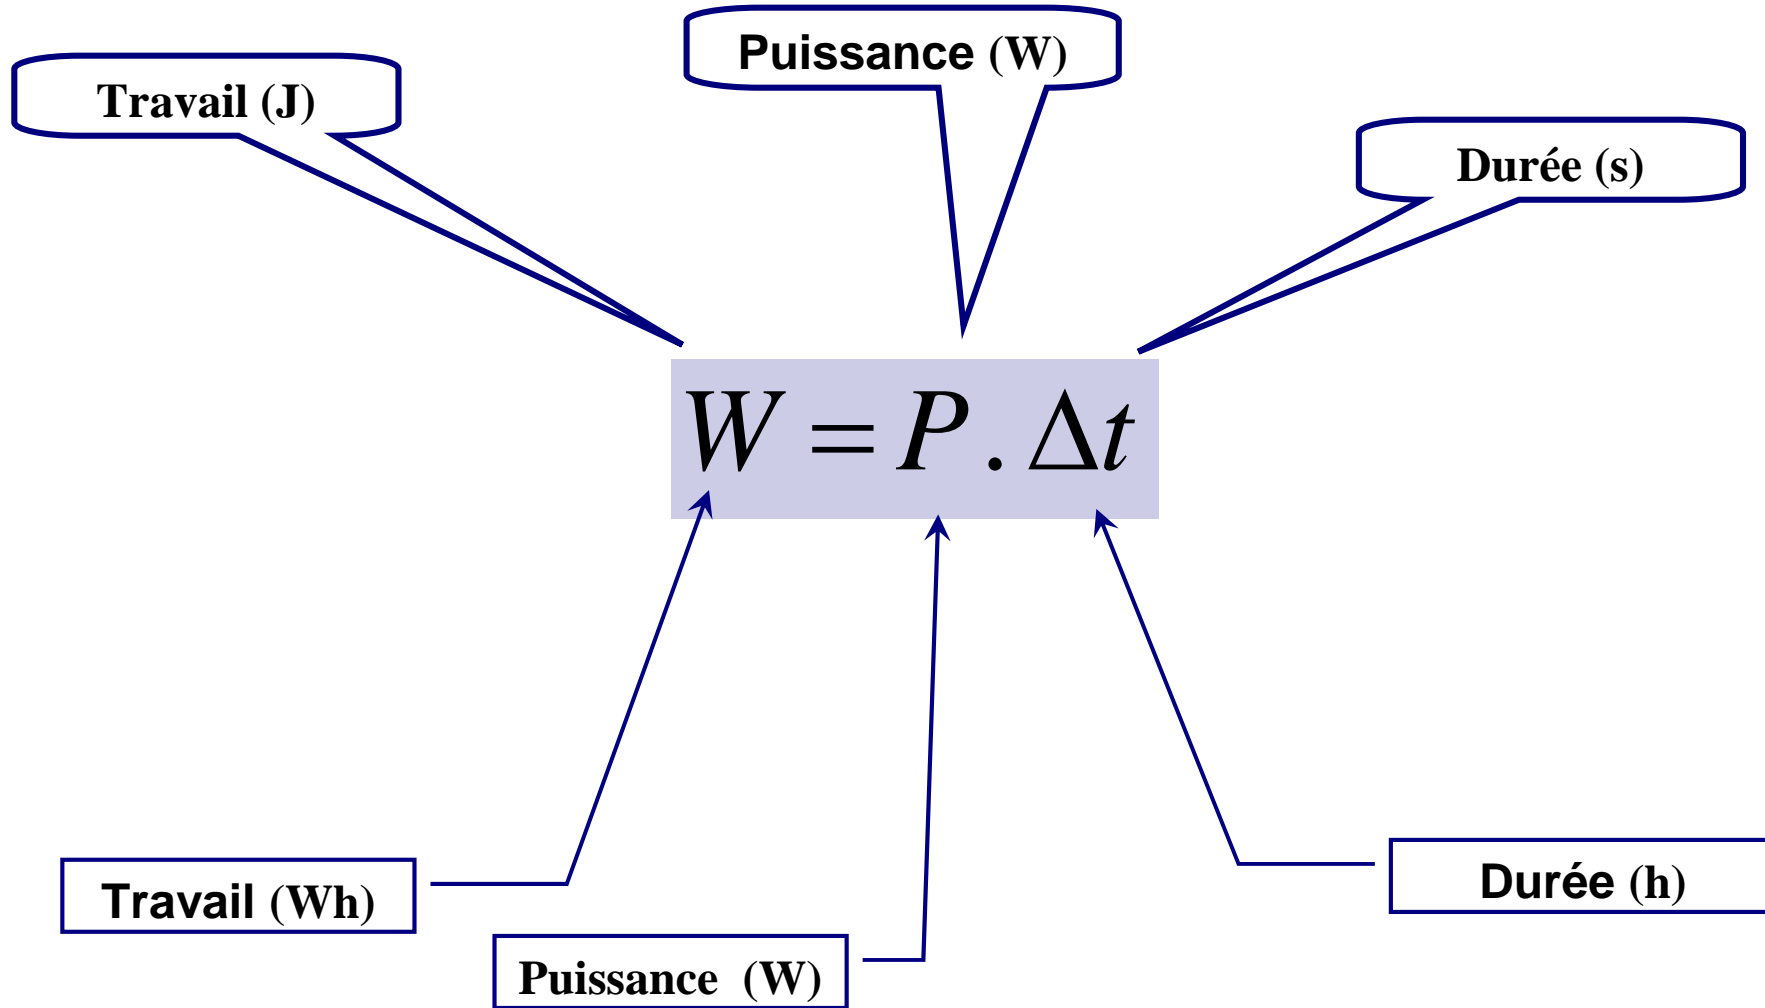 Puissance (W)
Travail (J)
Durée (s)
W = P . Δt
Travail (Wh)
Durée (h)
Puissance (W)